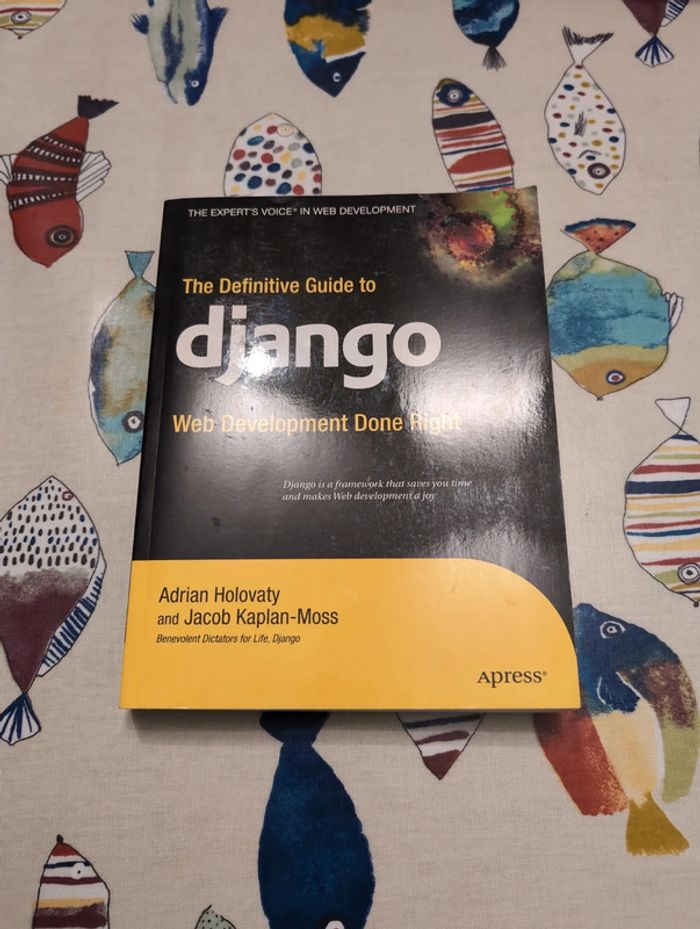 THE EXPERT'S VOICE® IN WEB DEVELOPMENT
The Definitive Guide to
django
Web Development Done Right
Django is a framework that saves you time
and makes Web development a joy
Adrian Holovaty
and Jacob Kaplan-Moss
Benevolent Dictators for Life, Django
Apress®